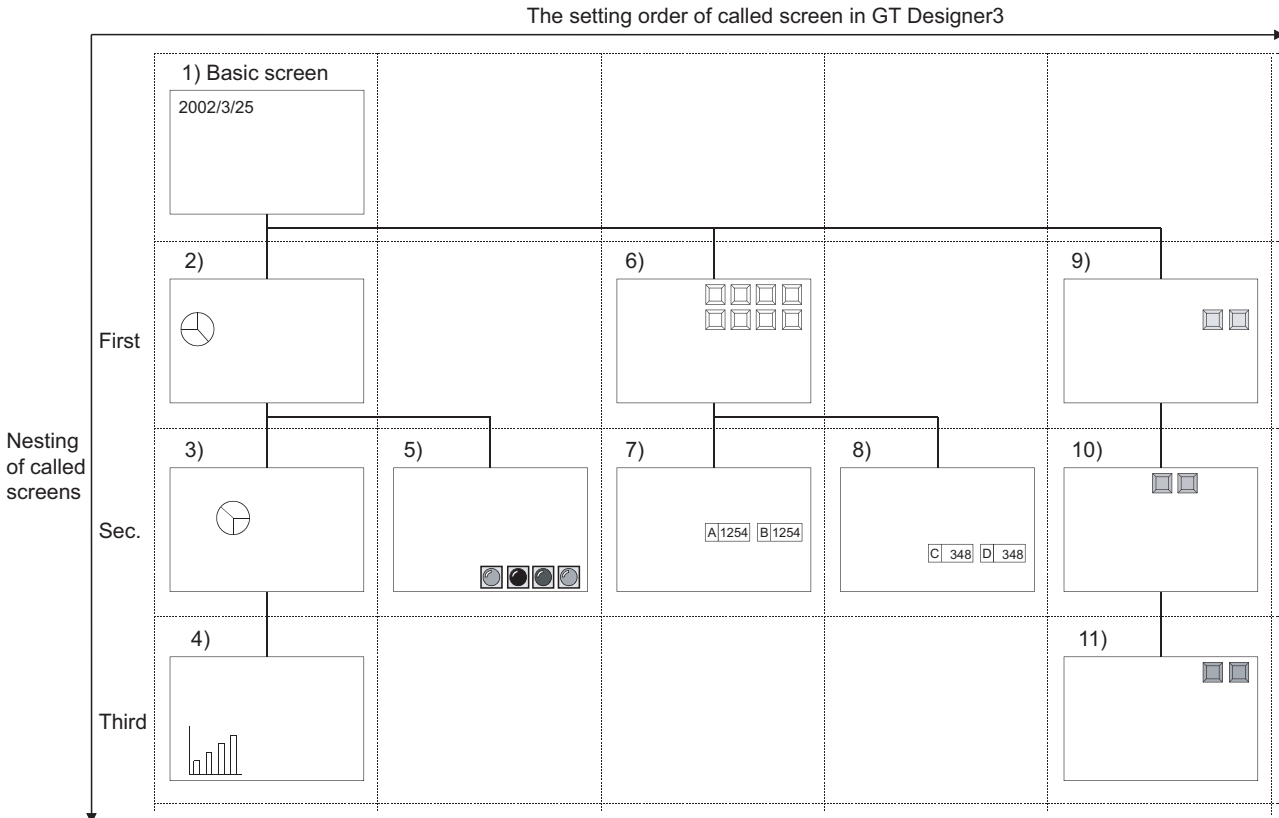 The setting order of called screen in GT Designer3
1) Basic screen
2002/3/25
2)
6)
9)
First
Nesting
of called
screens
3)
5)
7)
8)
10)
Sec.
A 1254 B 1254
C 348 D 348
4)
11)
Third